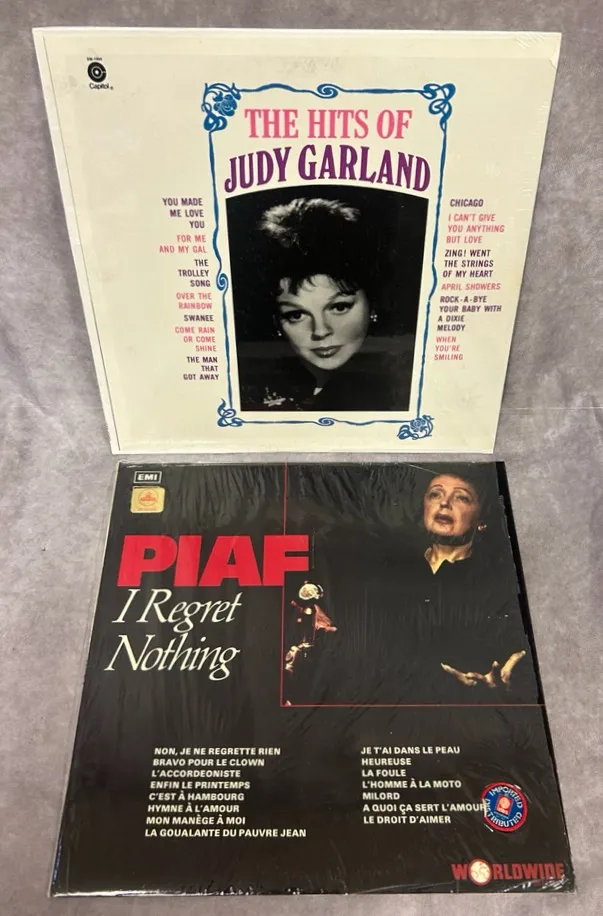 Capitol
THE HITS OF
JUDY GARLAND
YOU MADE
ME LOVE
YOU
FOR ME
AND MY GAL
THE
TROLLEY
SONG
OVER THE
RAINBOW
SWANEE
COME RAIN
OR COME
SHINE
THE MAN
THAT
GOT AWAY
CHICAGO
I CAN'T GIVE
YOU ANYTHING
BUT LOVE
ZING! WENT
THE STRINGS
OF MY HEART
APRIL SHOWERS
ROCK-A-BYE
YOUR BABY WITH
A DIXIE
MELODY
WHEN
YOU'RE
SMILING
EMI
PIAF
I Regret
Nothing
NON, JE NE REGRETTE RIEN
BRAVO POUR LE CLOWN
L'ACCORDEONISTE
ENFIN LE PRINTEMPS
C'EST À HAMBOURG
HYMNE À L'AMOUR
MON MANÈGE À MOI
LA GOUALANTE DU PAUVRE JEAN
JE T'AI DANS LE PEAU
HEUREUSE
LA FOULE
L'HOMME À LA MOTO
MILORD
A QUOI ÇA SERT L'AMOUR
LE DROIT D'AIMER
IMPORTED
WORLDWIDE